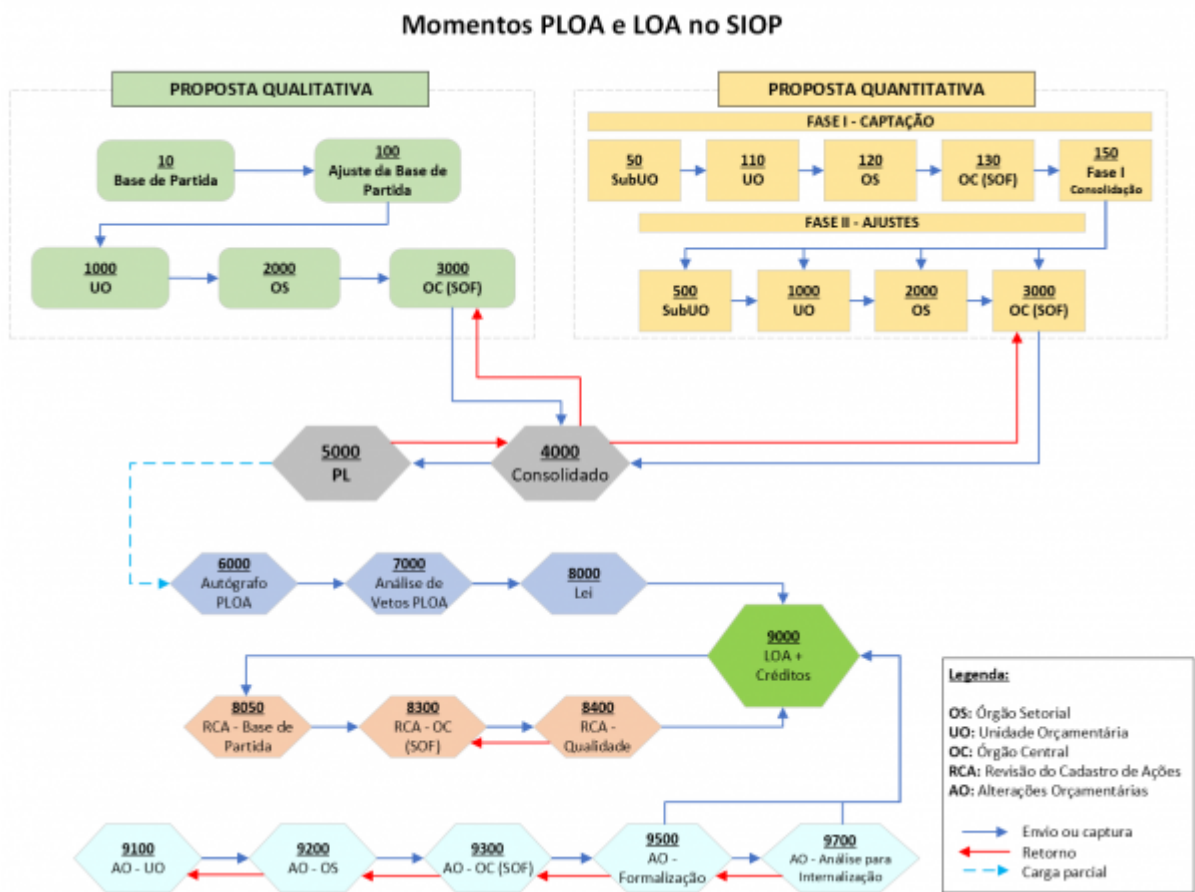 Momentos PLOA e LOA no SIOP
PROPOSTA QUALITATIVA
10
Base de Partida
100
Ajuste da Base de
Partida
1000
UO
2000
OS
3000
OC (SOF)
PROPOSTA QUANTITATIVA
FASE I - CAPTAÇÃO
50
SubUO
110
UO
120
OS
130
OC (SOF)
150
Fase I
Consolidação
FASE II - AJUSTES
500
SubUO
1000
UO
2000
OS
3000
OC (SOF)
5000
PL
4000
Consolidado
6000
Autógrafo
PLOA
7000
Análise de
Vetos PLOA
8000
Lei
9000
LOA +
Créditos
8050
RCA - Base de
Partida
8300
RCA - OC
(SOF)
8400
RCA -
Qualidade
9100
AO - UO
9200
AO - OS
9300
AO - OC (SOF)
9500
AO -
Formalização
9700
AO - Análise para
Internalização
Legenda:
OS: Órgão Setorial
UO: Unidade Orçamentária
OC: Órgão Central
RCA: Revisão do Cadastro de Ações
AO: Alterações Orçamentárias
Envio ou captura
Retorno
Carga parcial